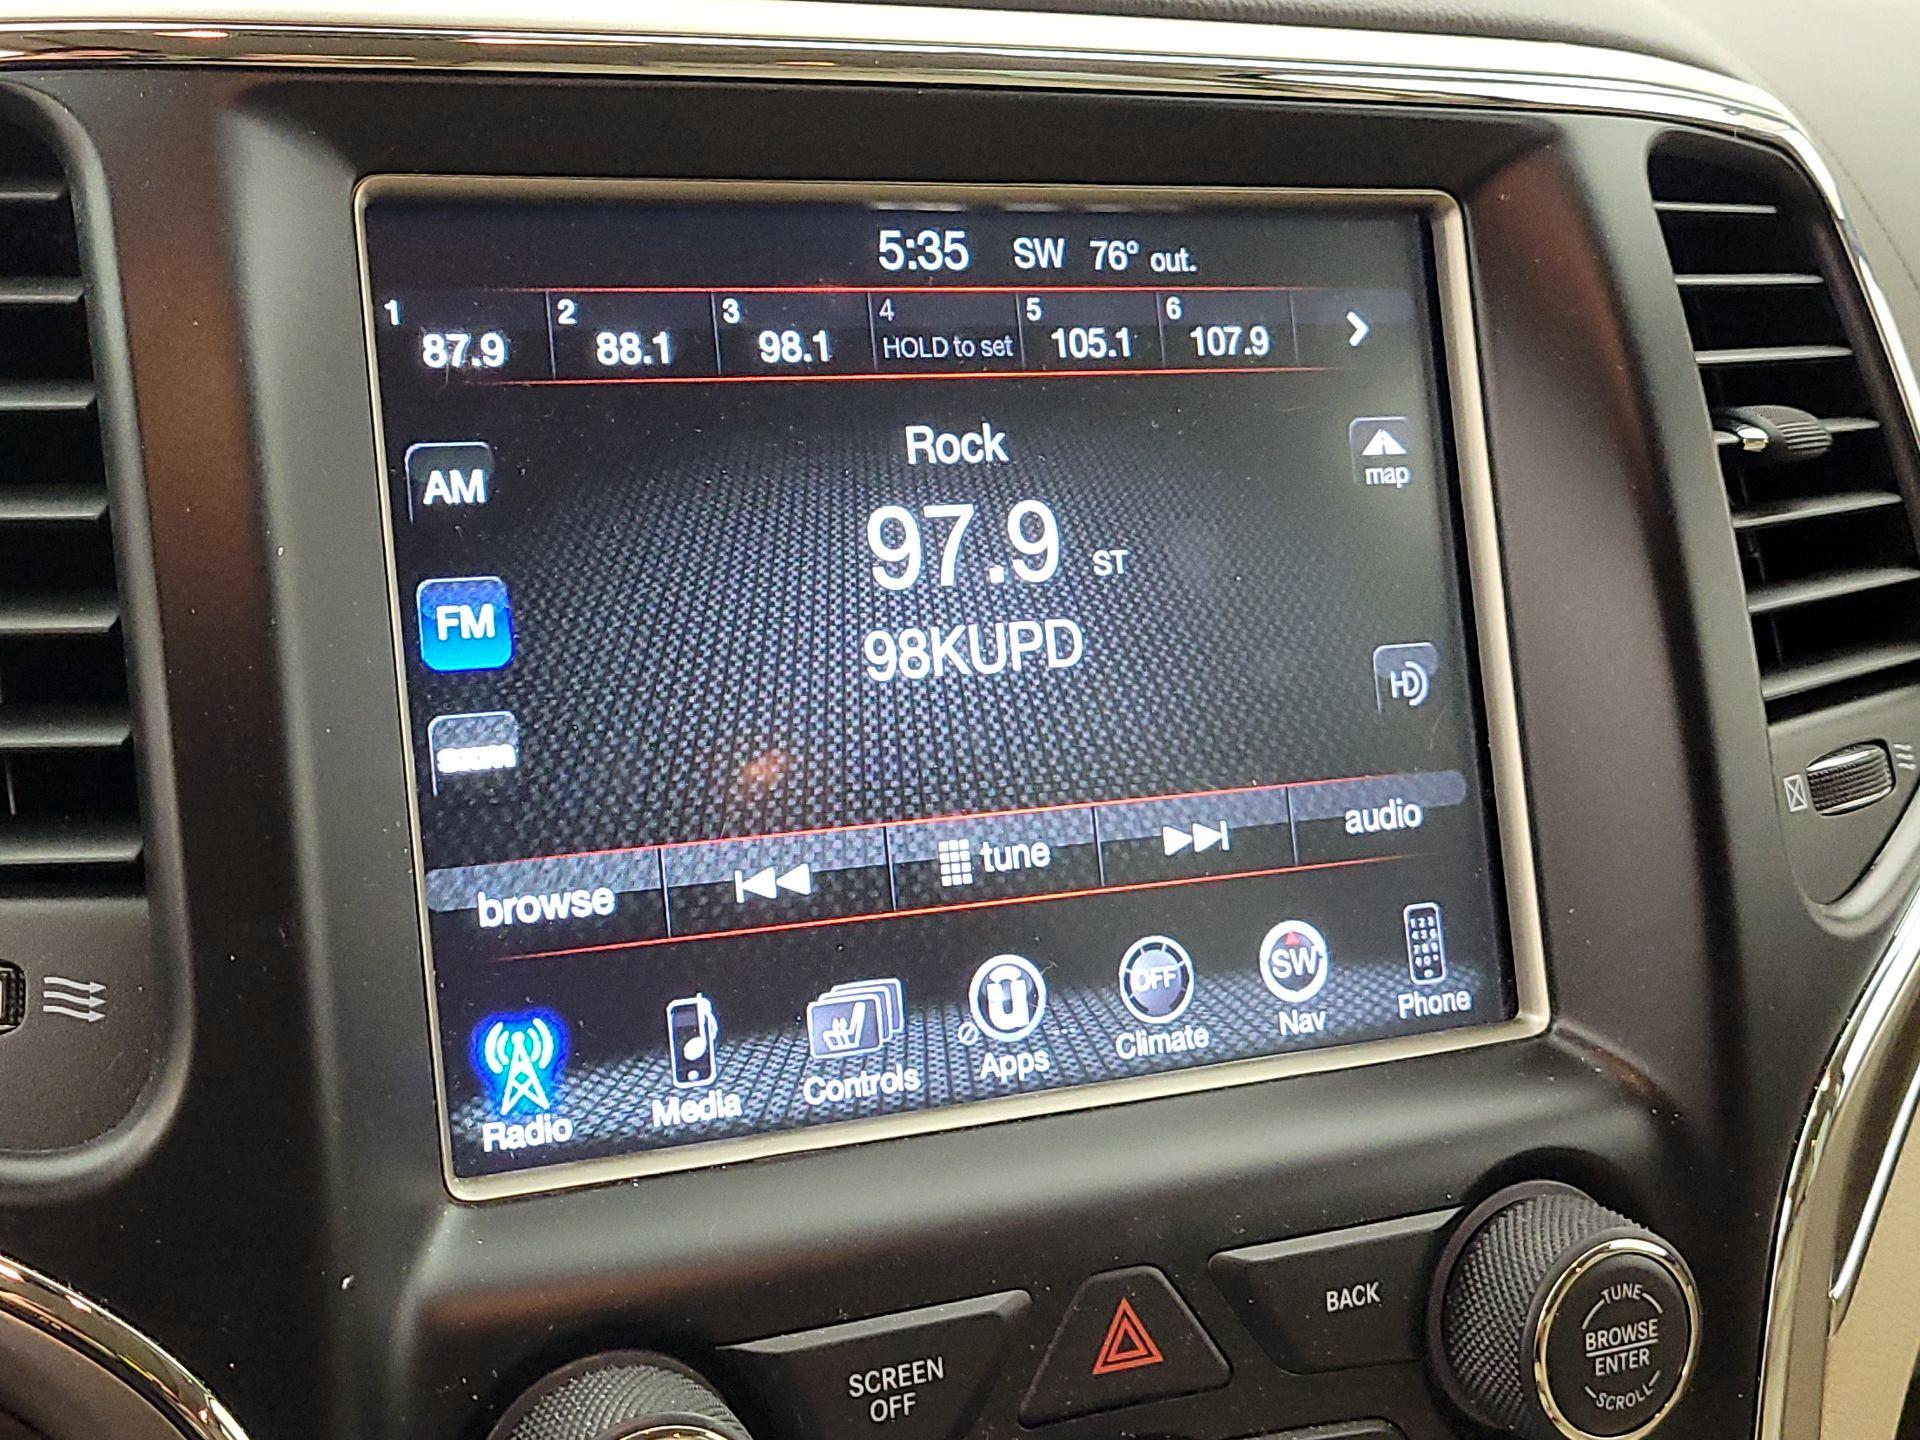 5:35 SW 76° out.
1 2 3 4 5 6
87.9 88.1 98.1 HOLD to set 105.1 107.9
Rock
AM
map
97.9 ST
FM
98KUPD
HD
browse
tune
audio
OFF
SW
Radio
Media
Controls
Apps
Climate
Nav
Phone
SCREEN
OFF
BACK
TUNE
BROWSE
ENTER
SCROLL